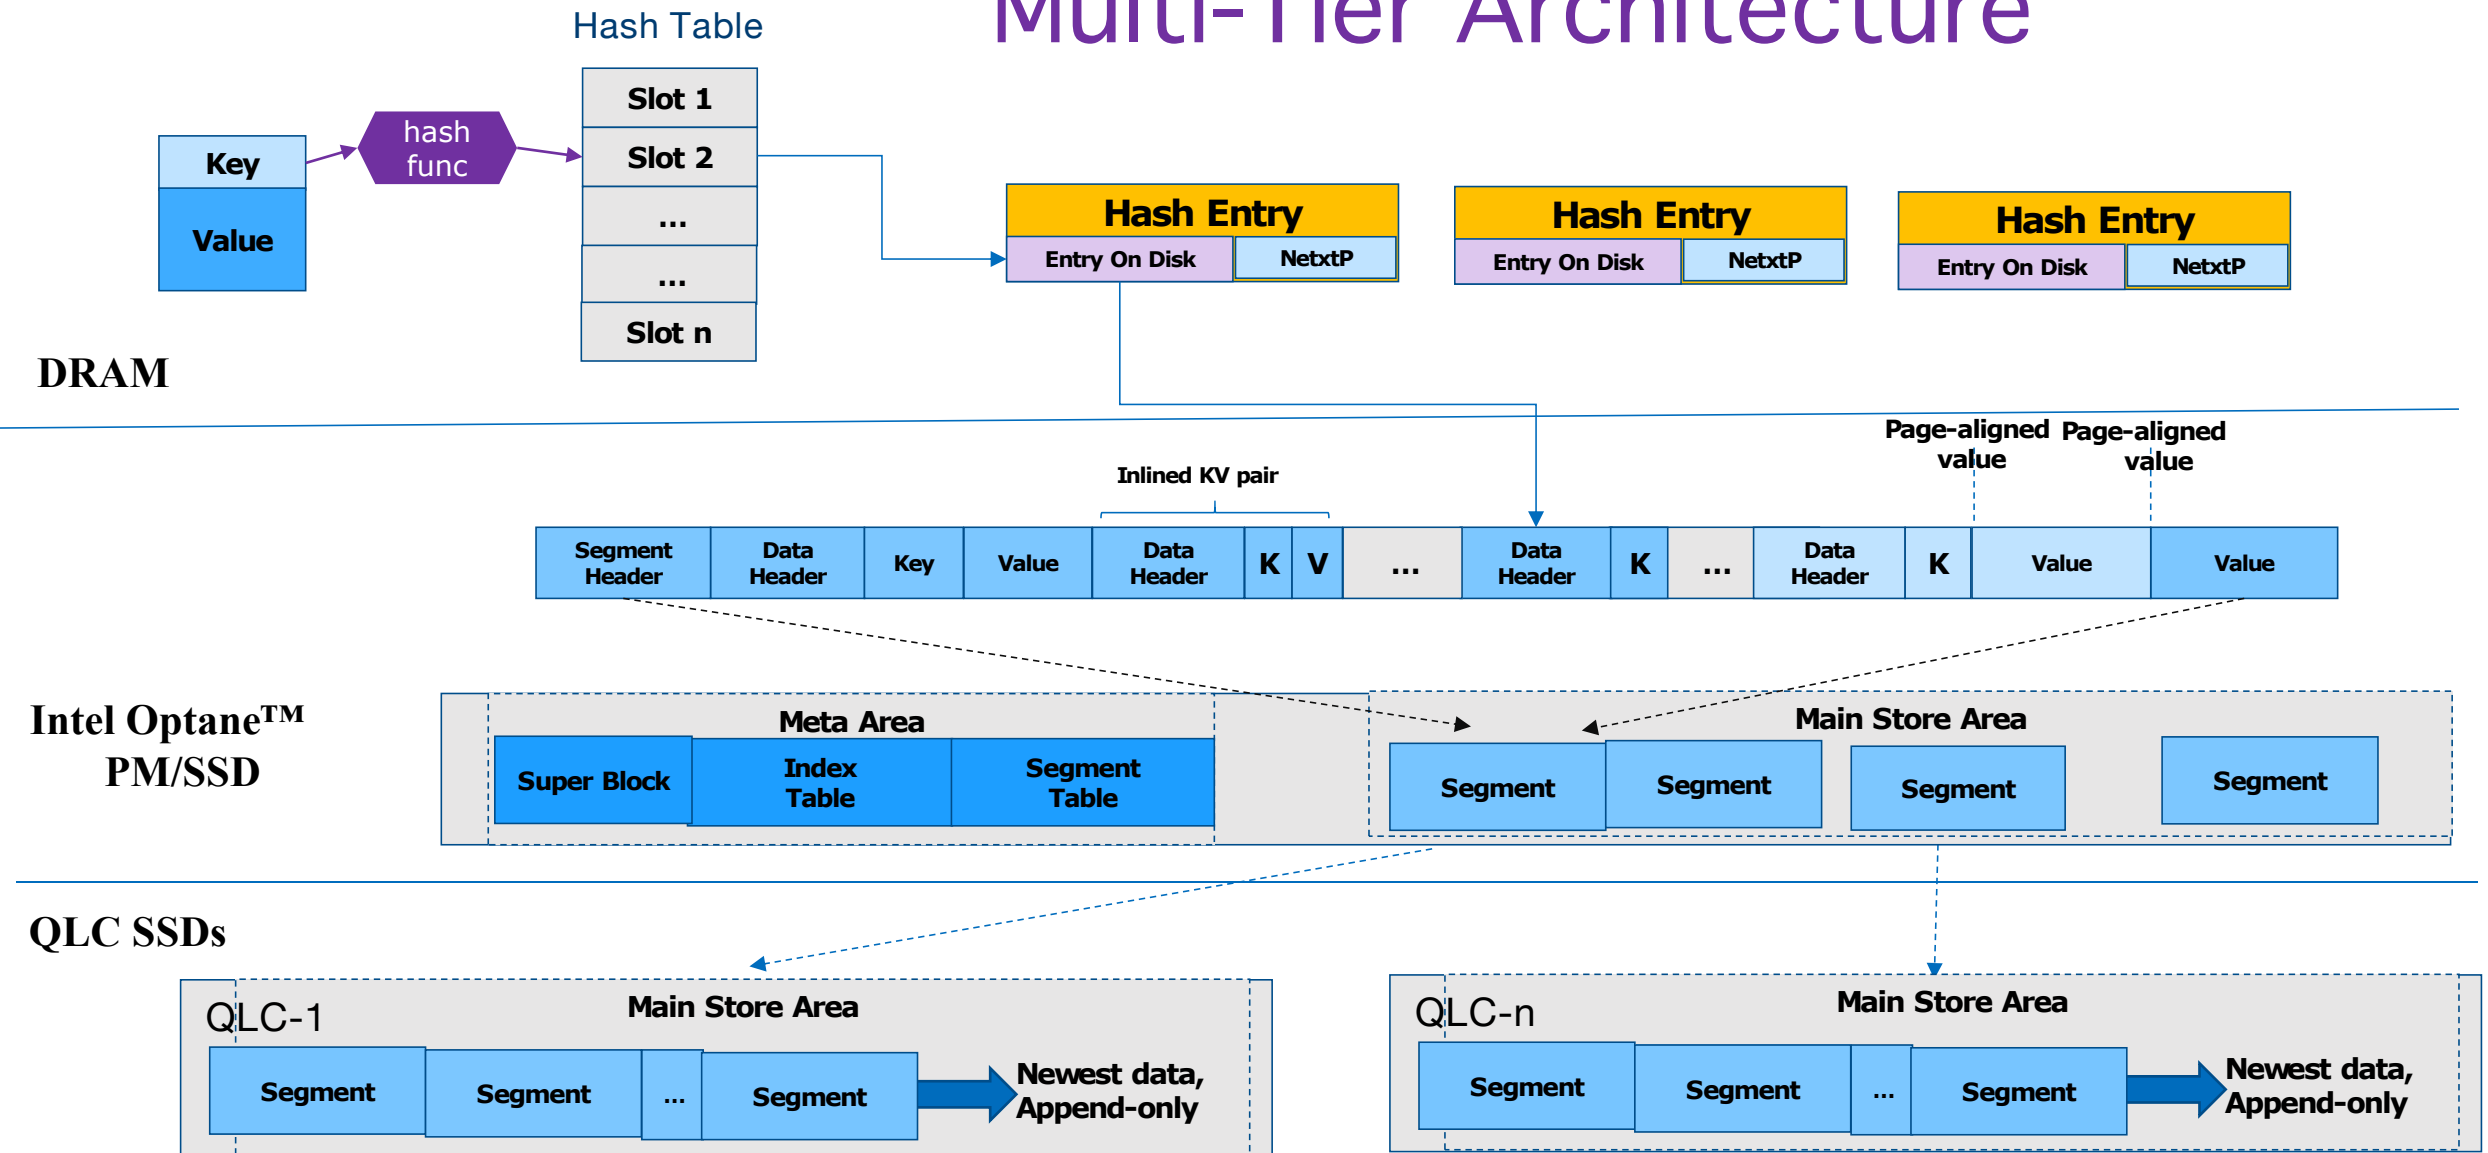 Multi-Tier Architecture
Hash Table
Slot 1
Slot 2
...
...
Slot n
Key
Value
hash
func
Hash Entry
Entry On Disk
NetxtP
Hash Entry
Entry On Disk
NetxtP
Hash Entry
Entry On Disk
NetxtP
DRAM
Page-aligned
value
Page-aligned
value
Inlined KV pair
Segment
Header
Data
Header
Key
Value
Data
Header
K
V
...
Data
Header
K
...
Data
Header
K
Value
Value
Intel Optane™
PM/SSD
Meta Area
Super Block
Index
Table
Segment
Table
Main Store Area
Segment
Segment
Segment
Segment
QLC SSDs
QLC-1
Main Store Area
Segment
Segment
...
Segment
Newest data,
Append-only
QLC-n
Main Store Area
Segment
Segment
...
Segment
Newest data,
Append-only